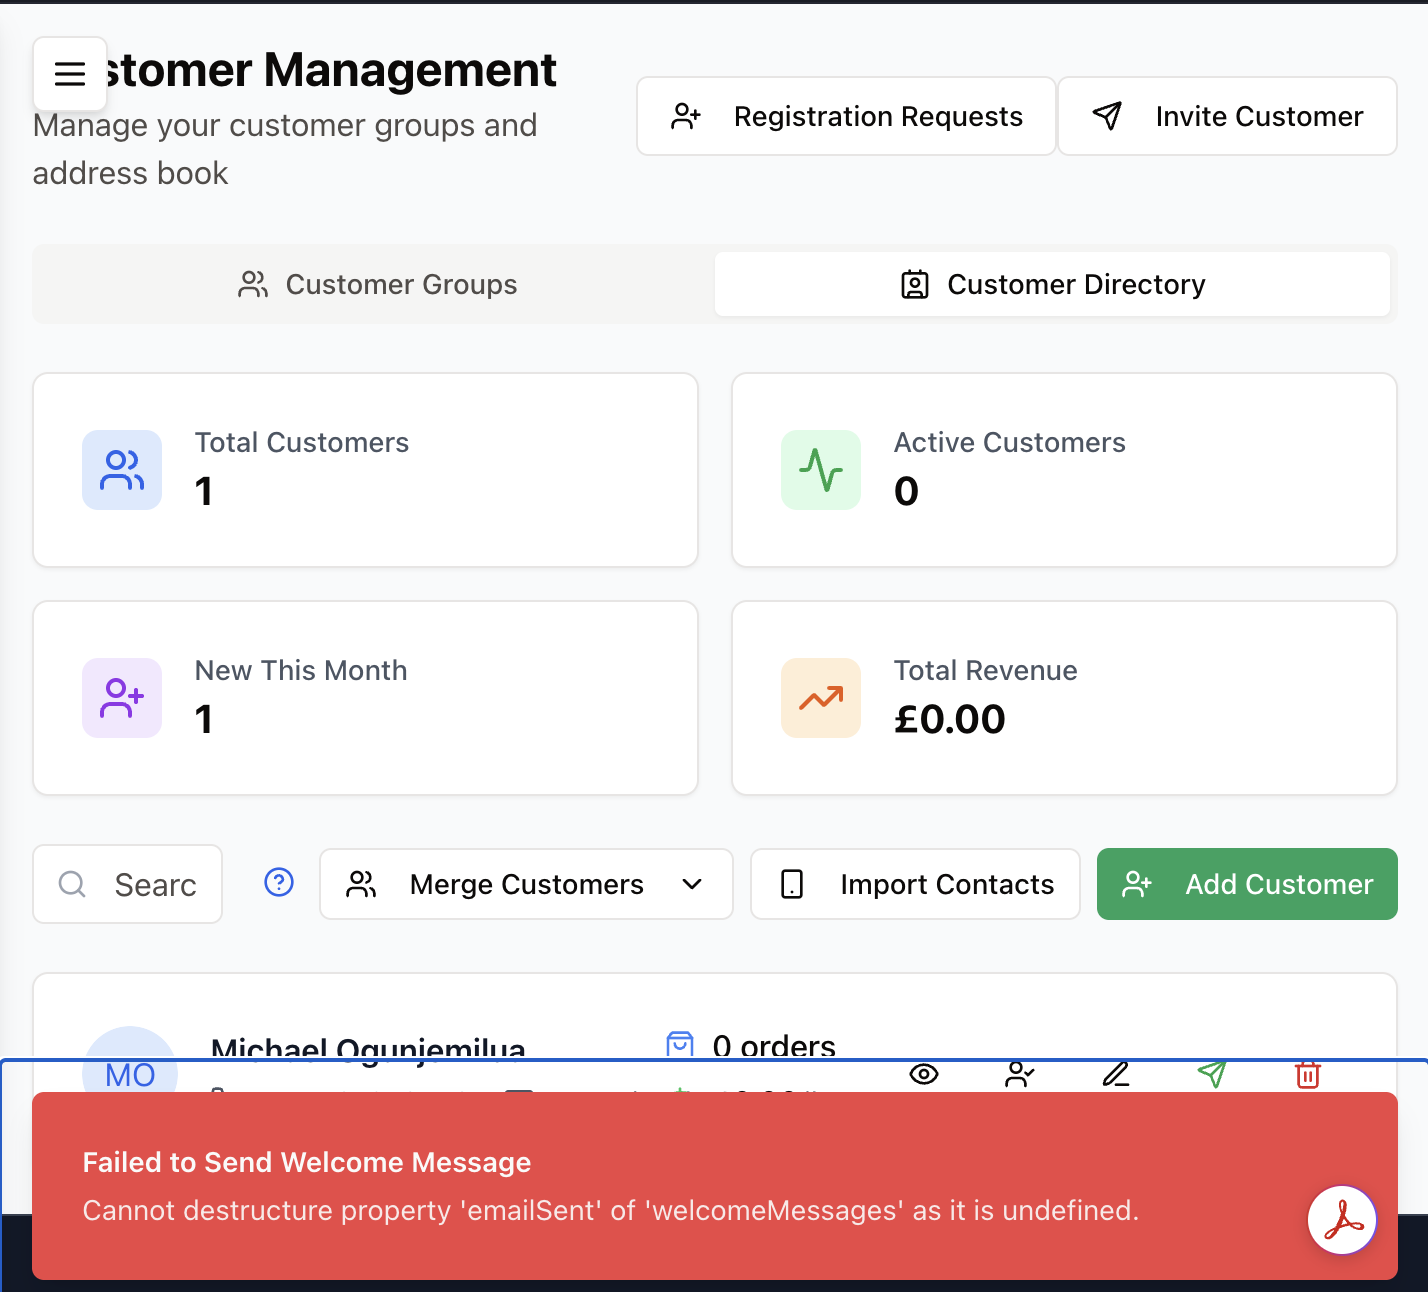 stomer Management
Manage your customer groups and
address book
Registration Requests
Invite Customer
Customer Groups
Customer Directory
Total Customers
1
Active Customers
0
New This Month
1
Total Revenue
£0.00
Searc
Merge Customers
Import Contacts
Add Customer
MO
Michael Ogunjemilua
0 orders
Failed to Send Welcome Message
Cannot destructure property 'emailSent' of 'welcomeMessages' as it is undefined.